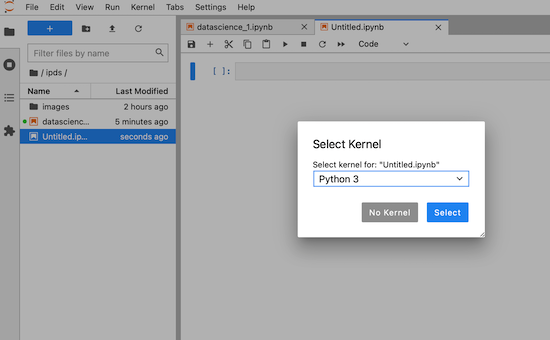 File Edit View Run Kernel Tabs Settings Help
datascience_1.ipynb Untitled.ipynb
Code
Filter files by name
/ ipds /
Name Last Modified
images 2 hours ago
datascienc... 5 minutes ago
Untitled.ip... seconds ago
[ ]:
Select Kernel
Select kernel for: "Untitled.ipynb"
Python 3
No Kernel Select